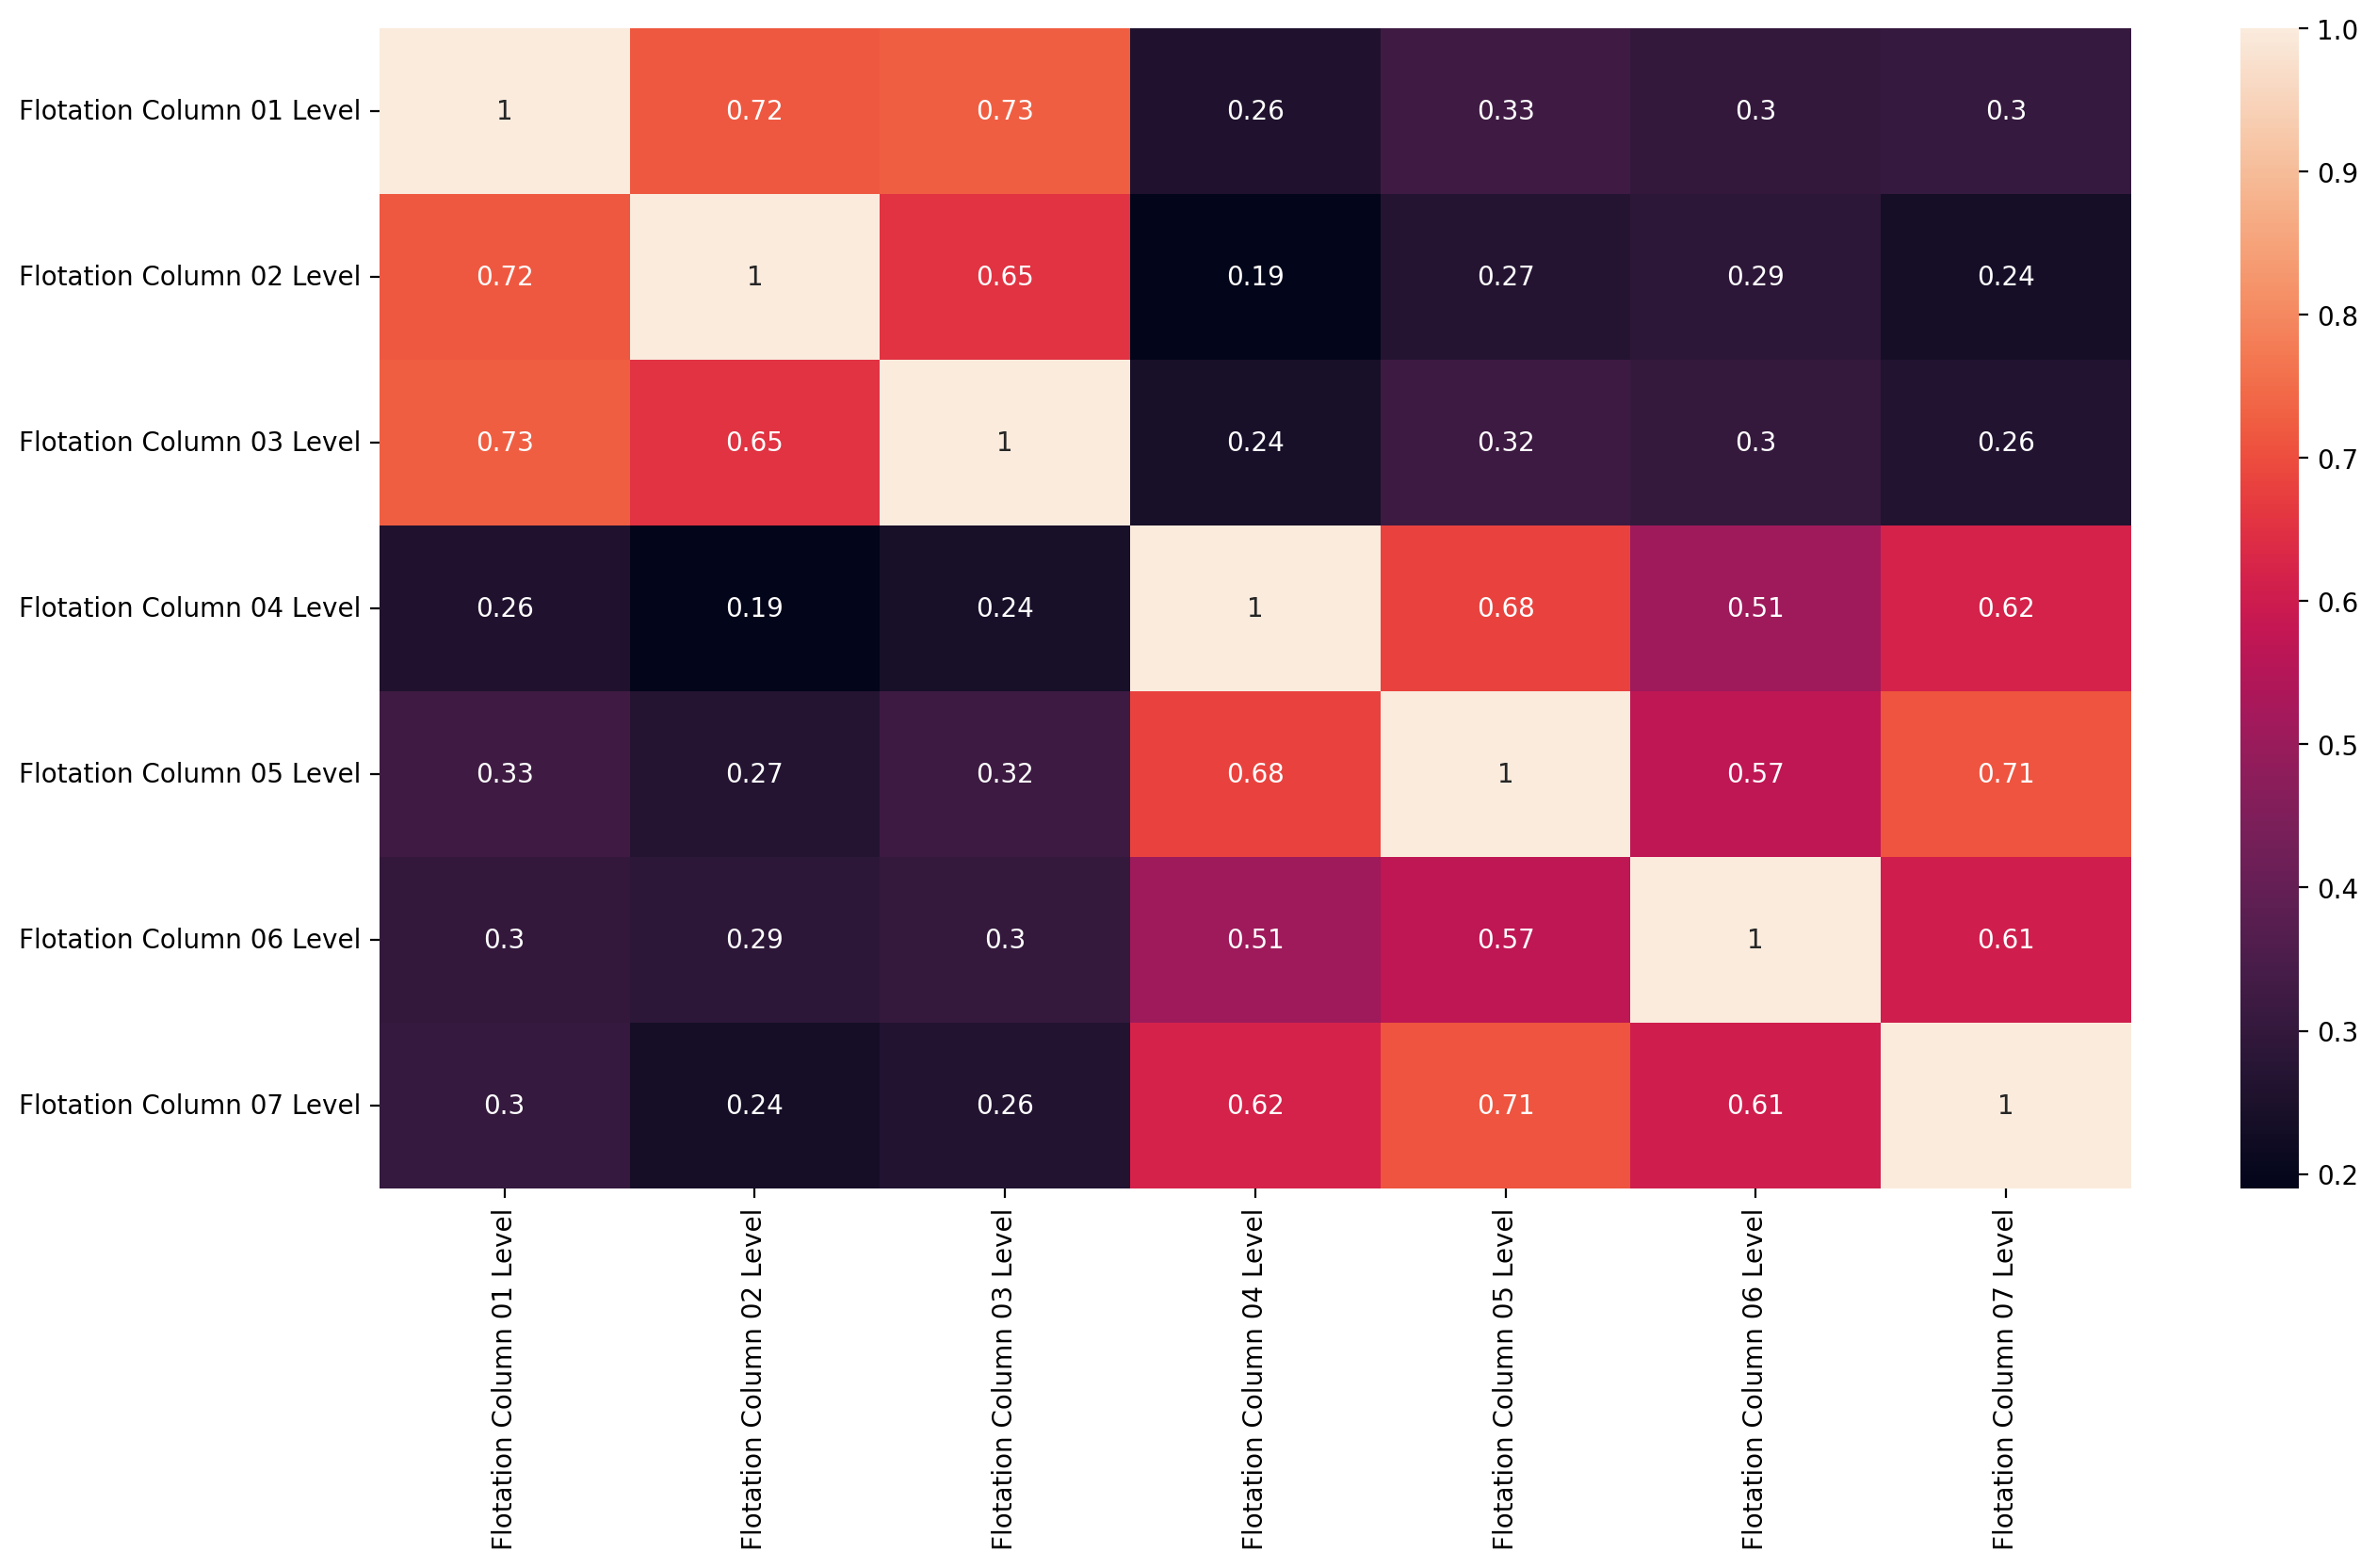 Flotation Column 01 Level 1 0.72 0.73 0.26 0.33 0.3 0.3
Flotation Column 02 Level 0.72 1 0.65 0.19 0.27 0.29 0.24
Flotation Column 03 Level 0.73 0.65 1 0.24 0.32 0.3 0.26
Flotation Column 04 Level 0.26 0.19 0.24 1 0.68 0.51 0.62
Flotation Column 05 Level 0.33 0.27 0.32 0.68 1 0.57 0.71
Flotation Column 06 Level 0.3 0.29 0.3 0.51 0.57 1 0.61
Flotation Column 07 Level 0.3 0.24 0.26 0.62 0.71 0.61 1
Flotation Column 01 Level
Flotation Column 02 Level
Flotation Column 03 Level
Flotation Column 04 Level
Flotation Column 05 Level
Flotation Column 06 Level
Flotation Column 07 Level
1.0
0.9
0.8
0.7
0.6
0.5
0.4
0.3
0.2